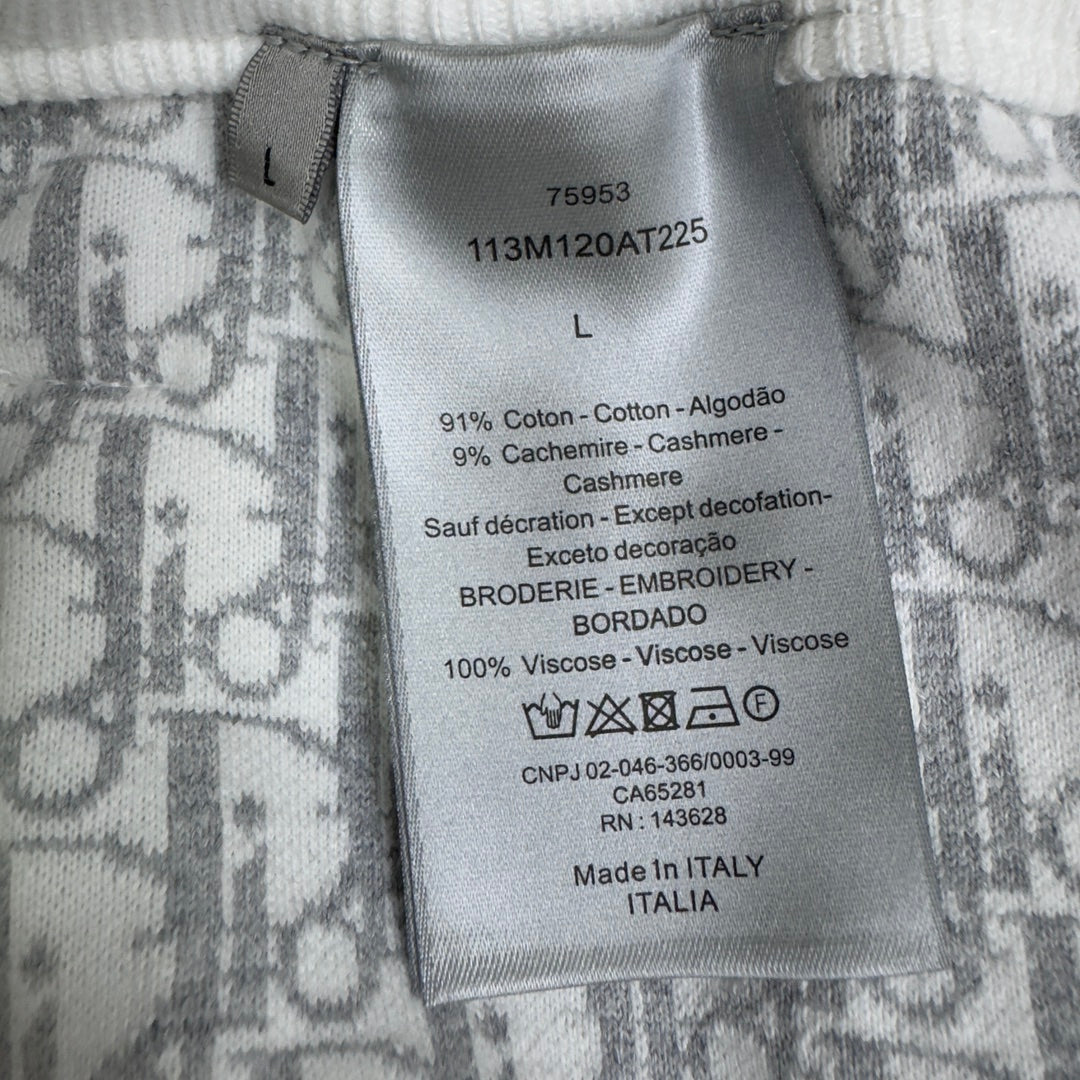 L
75953
113M120AT225
L
91% Coton - Cotton - Algodão
9% Cachemire - Cashmere -
Cashmere
Sauf décration - Except decofation-
Exceto decoração
BRODERIE - EMBROIDERY -
BORDADO
100% Viscose - Viscose - Viscose
F
CNPJ 02-046-366/0003-99
CA65281
RN : 143628
Made 1n ITALY
ITALIA